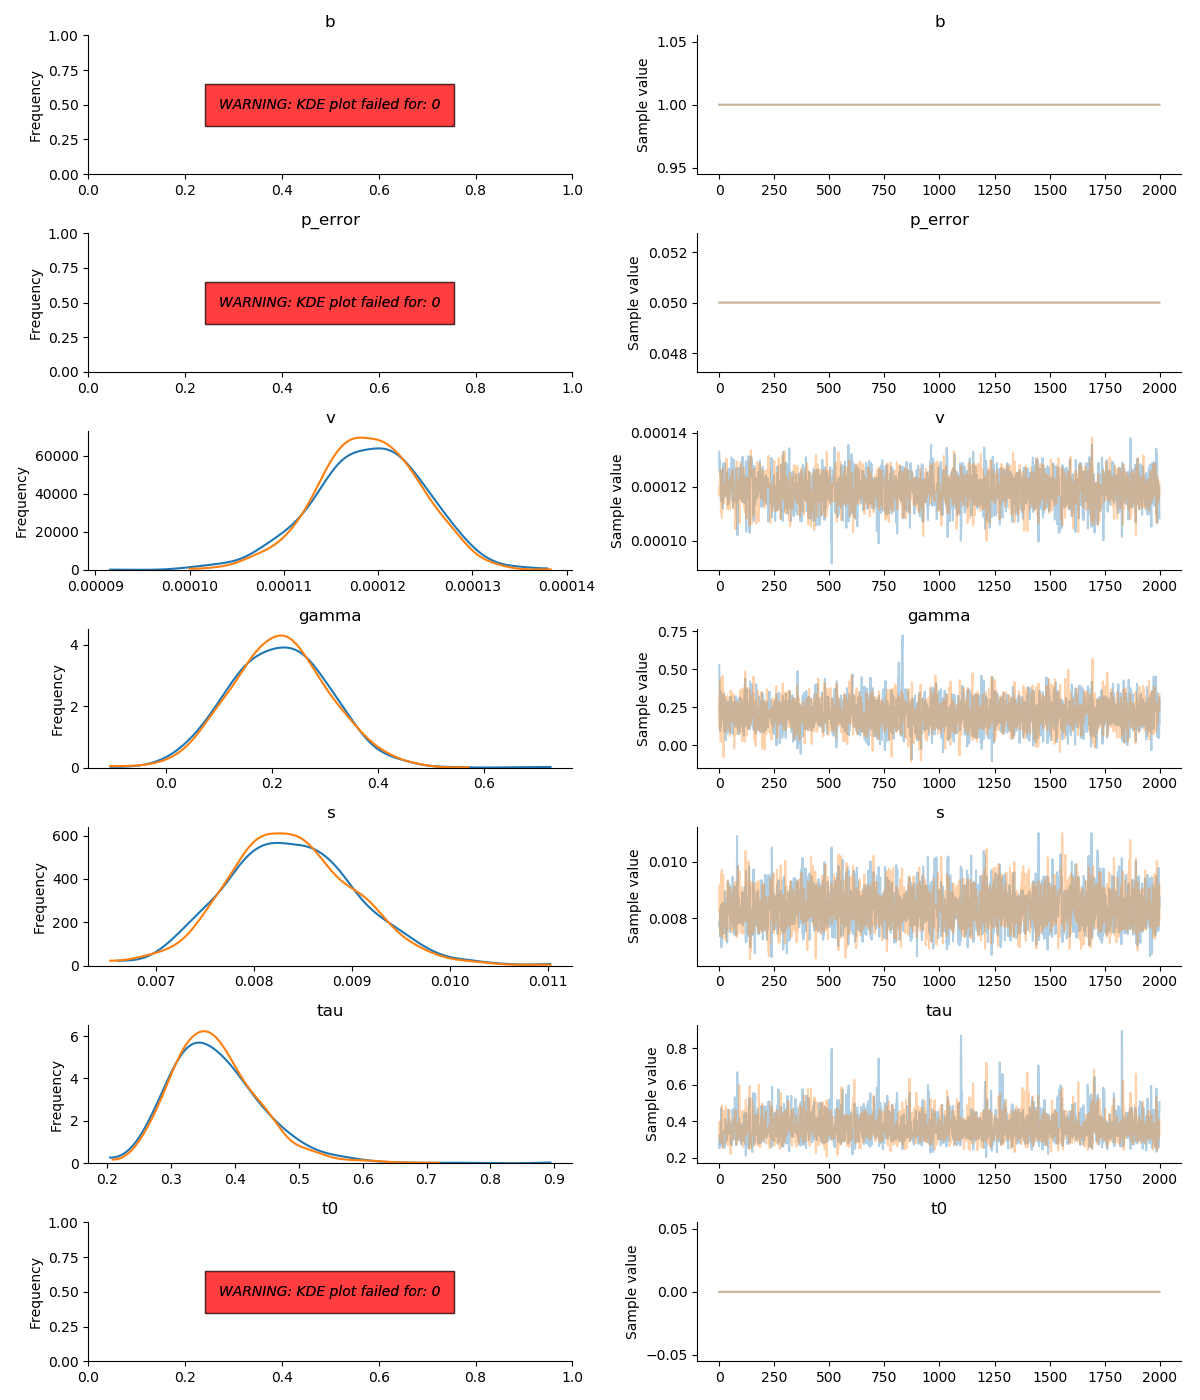 b
1.00
0.75
0.50
0.25
0.00
Frequency
WARNING: KDE plot failed for: 0
0.0 0.2 0.4 0.6 0.8 1.0
b
1.05
1.00
0.95
Sample value
0 250 500 750 1000 1250 1500 1750 2000
p_error
1.00
0.75
0.50
0.25
0.00
Frequency
WARNING: KDE plot failed for: 0
0.0 0.2 0.4 0.6 0.8 1.0
p_error
0.052
0.050
0.048
Sample value
0 250 500 750 1000 1250 1500 1750 2000
v
60000
40000
20000
0
Frequency
0.00009 0.00010 0.00011 0.00012 0.00013 0.00014
v
0.00014
0.00012
0.00010
Sample value
0 250 500 750 1000 1250 1500 1750 2000
gamma
4
2
0
Frequency
0.0 0.2 0.4 0.6
gamma
0.75
0.50
0.25
0.00
Sample value
0 250 500 750 1000 1250 1500 1750 2000
s
600
400
200
0
Frequency
0.007 0.008 0.009 0.010 0.011
s
0.010
0.008
Sample value
0 250 500 750 1000 1250 1500 1750 2000
tau
6
4
2
0
Frequency
0.2 0.3 0.4 0.5 0.6 0.7 0.8 0.9
tau
0.8
0.6
0.4
0.2
Sample value
0 250 500 750 1000 1250 1500 1750 2000
t0
1.00
0.75
0.50
0.25
0.00
Frequency
WARNING: KDE plot failed for: 0
0.0 0.2 0.4 0.6 0.8 1.0
t0
0.05
0.00
−0.05
Sample value
0 250 500 750 1000 1250 1500 1750 2000